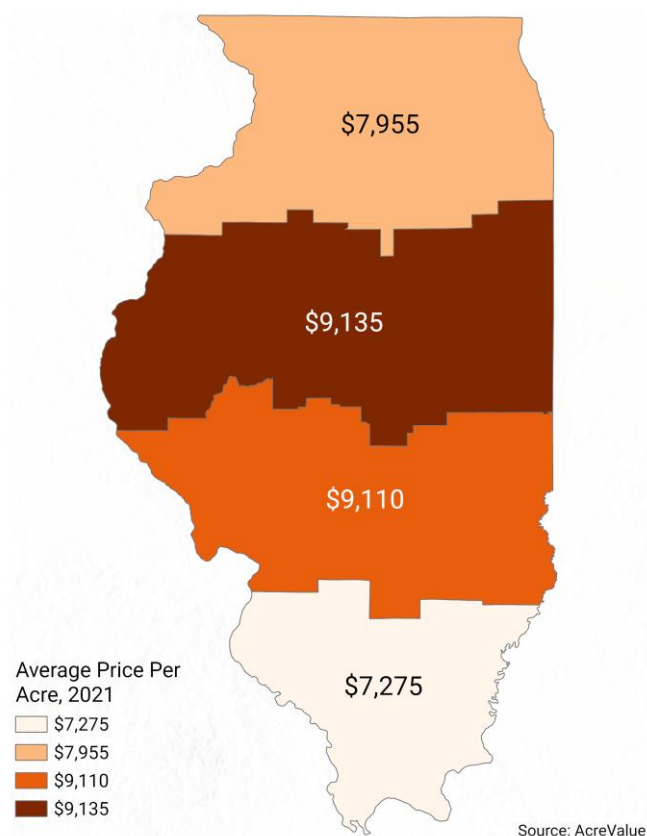 $7,955
$9,135
$9,110
$7,275
Average Price Per
Acre, 2021
$7,275
$7,955
$9,110
$9,135
Source: AcreValue